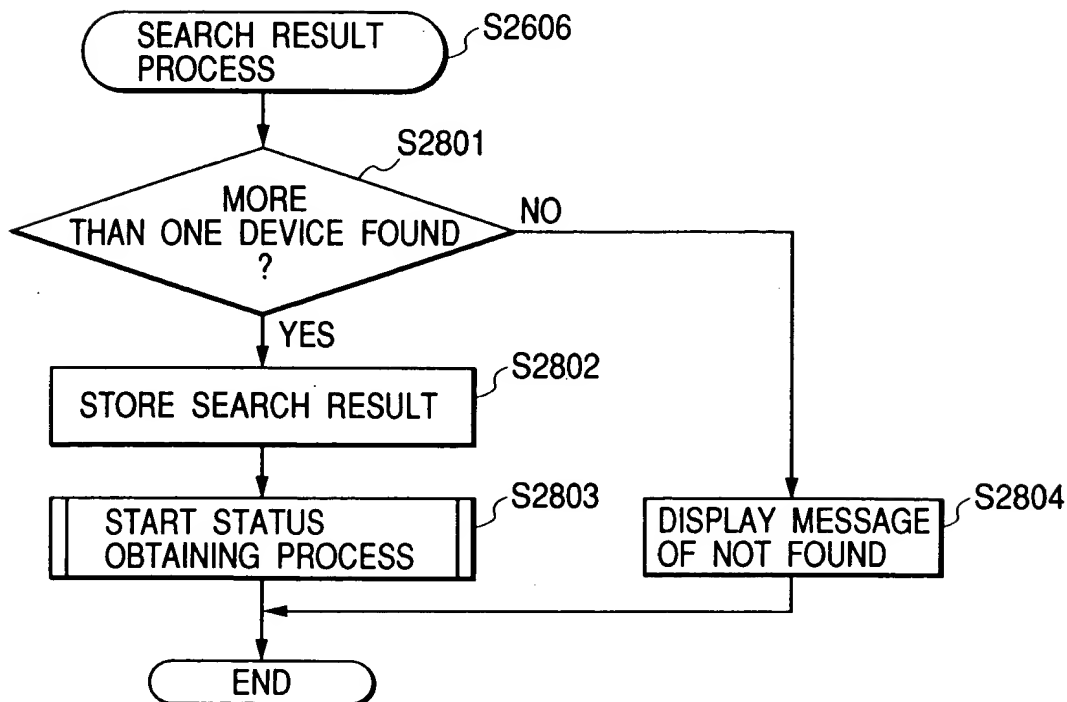 SEARCH RESULT
PROCESS
S2606
S2801
MORE
THAN ONE DEVICE FOUND
?
NO
YES
S2802
STORE SEARCH RESULT
S2803
START STATUS
OBTAINING PROCESS
S2804
DISPLAY MESSAGE
OF NOT FOUND
END